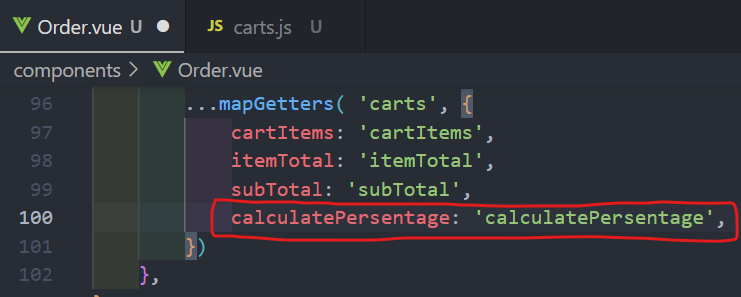 Order.vue U
JS carts.js U
components > Order.vue
96 ...mapGetters( 'carts', {
97 cartItems: 'cartItems',
98 itemTotal: 'itemTotal',
99 subTotal: 'subTotal',
100 calculatePersentage: 'calculatePersentage',
101 })
102 },